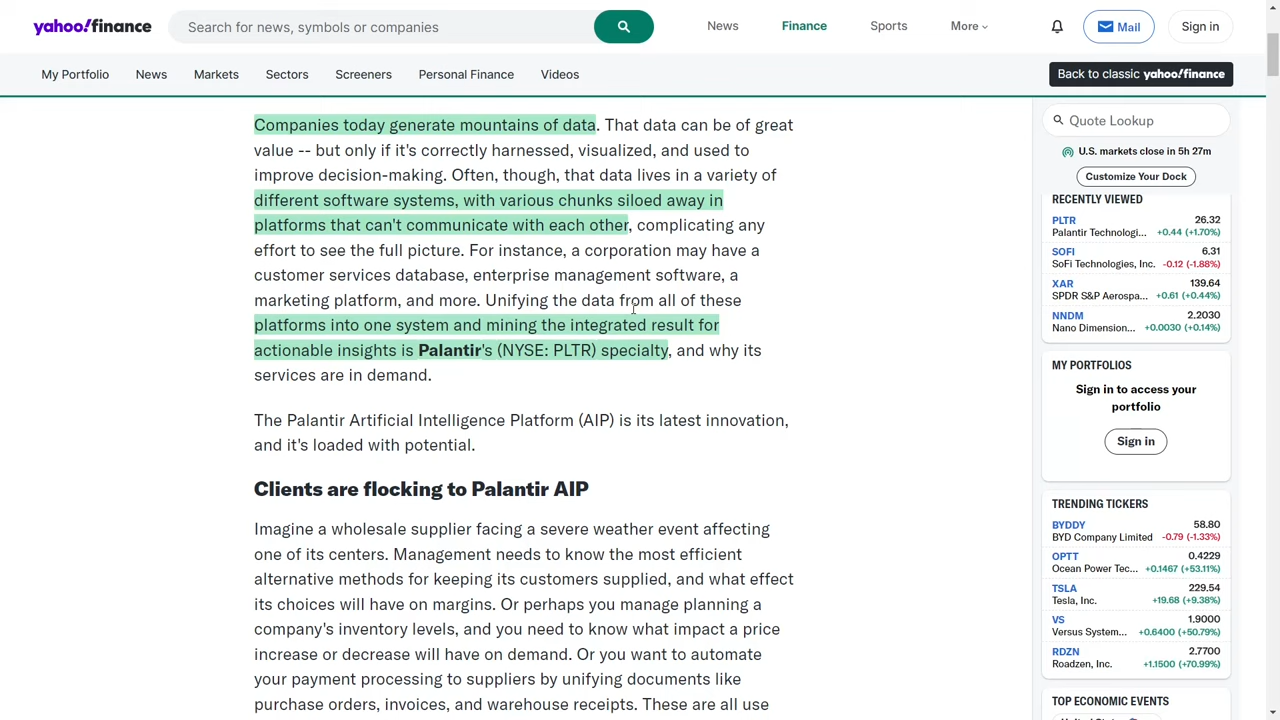 yahoo!finance
Search for news, symbols or companies
News
Finance
Sports
More
Mail
Sign in
My Portfolio
News
Markets
Sectors
Screeners
Personal Finance
Videos
Back to classic yahoo!finance
Companies today generate mountains of data. That data can be of great
value -- but only if it's correctly harnessed, visualized, and used to
improve decision-making. Often, though, that data lives in a variety of
different software systems, with various chunks siloed away in
platforms that can't communicate with each other, complicating any
effort to see the full picture. For instance, a corporation may have a
customer services database, enterprise management software, a
marketing platform, and more. Unifying the data from all of these
platforms into one system and mining the integrated result for
actionable insights is Palantir's (NYSE: PLTR) specialty, and why its
services are in demand.
The Palantir Artificial Intelligence Platform (AIP) is its latest innovation,
and it's loaded with potential.
Clients are flocking to Palantir AIP
Imagine a wholesale supplier facing a severe weather event affecting
one of its centers. Management needs to know the most efficient
alternative methods for keeping its customers supplied, and what effect
its choices will have on margins. Or perhaps you manage planning a
company's inventory levels, and you need to know what impact a price
increase or decrease will have on demand. Or you want to automate
your payment processing to suppliers by unifying documents like
purchase orders, invoices, and warehouse receipts. These are all use
Quote Lookup
U.S. markets close in 5h 27m
Customize Your Dock
RECENTLY VIEWED
PLTR 26.32
Palantir Technologi... +0.44 (+1.70%)
SOFI 6.31
SoFi Technologies, Inc. -0.12 (-1.88%)
XAR 139.64
SPDR S&P Aerospa... +0.61 (+0.44%)
NNDM 2.2030
Nano Dimension... +0.0030 (+0.14%)
MY PORTFOLIOS
Sign in to access your
portfolio
Sign in
TRENDING TICKERS
BYDDY 58.80
BYD Company Limited -0.79 (-1.33%)
OPTT 0.4229
Ocean Power Tec... +0.1467 (+53.11%)
TSLA 229.54
Tesla, Inc. +19.68 (+9.38%)
VS 1.9000
Versus System... +0.6400 (+50.79%)
RDZN 2.7700
Roadzen, Inc. +1.1500 (+70.99%)
TOP ECONOMIC EVENTS